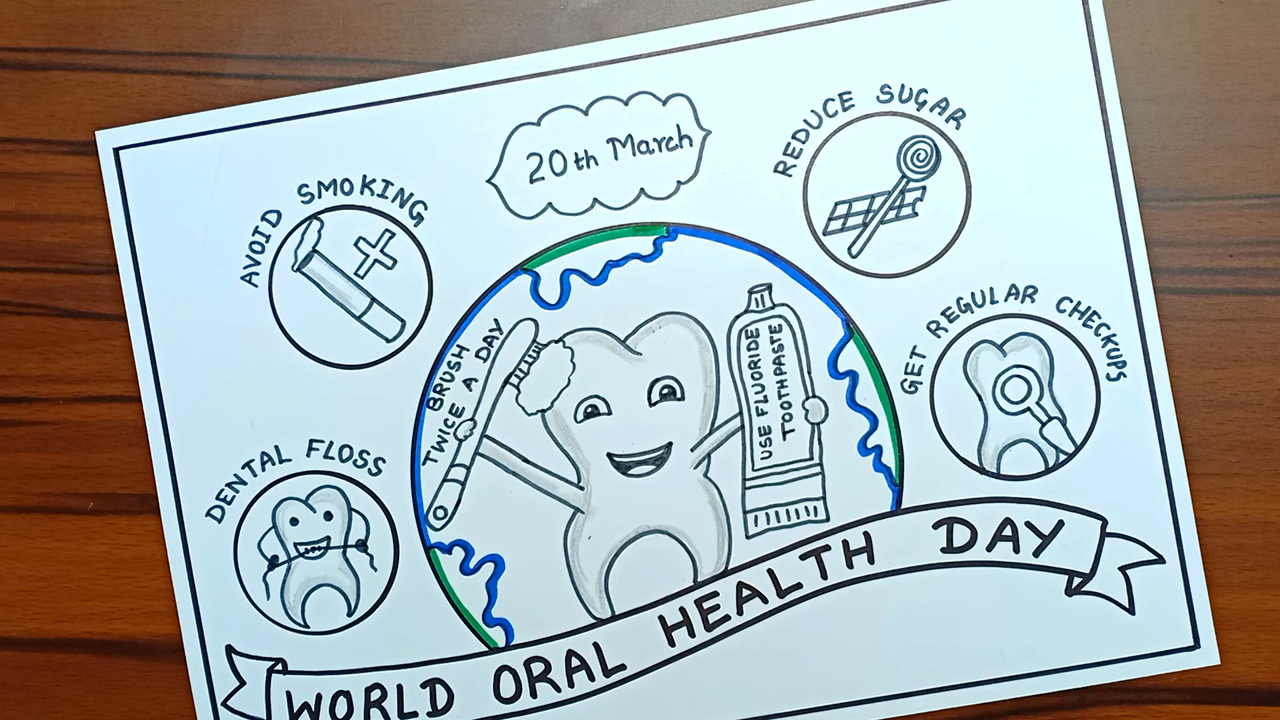 20th March
AVOID SMOKING
REDUCE SUGAR
GET REGULAR CHECKUPS
DENTAL FLOSS
BRUSH
TWICE A DAY
USE FLUORIDE
TOOTHPASTE
WORLD ORAL HEALTH DAY